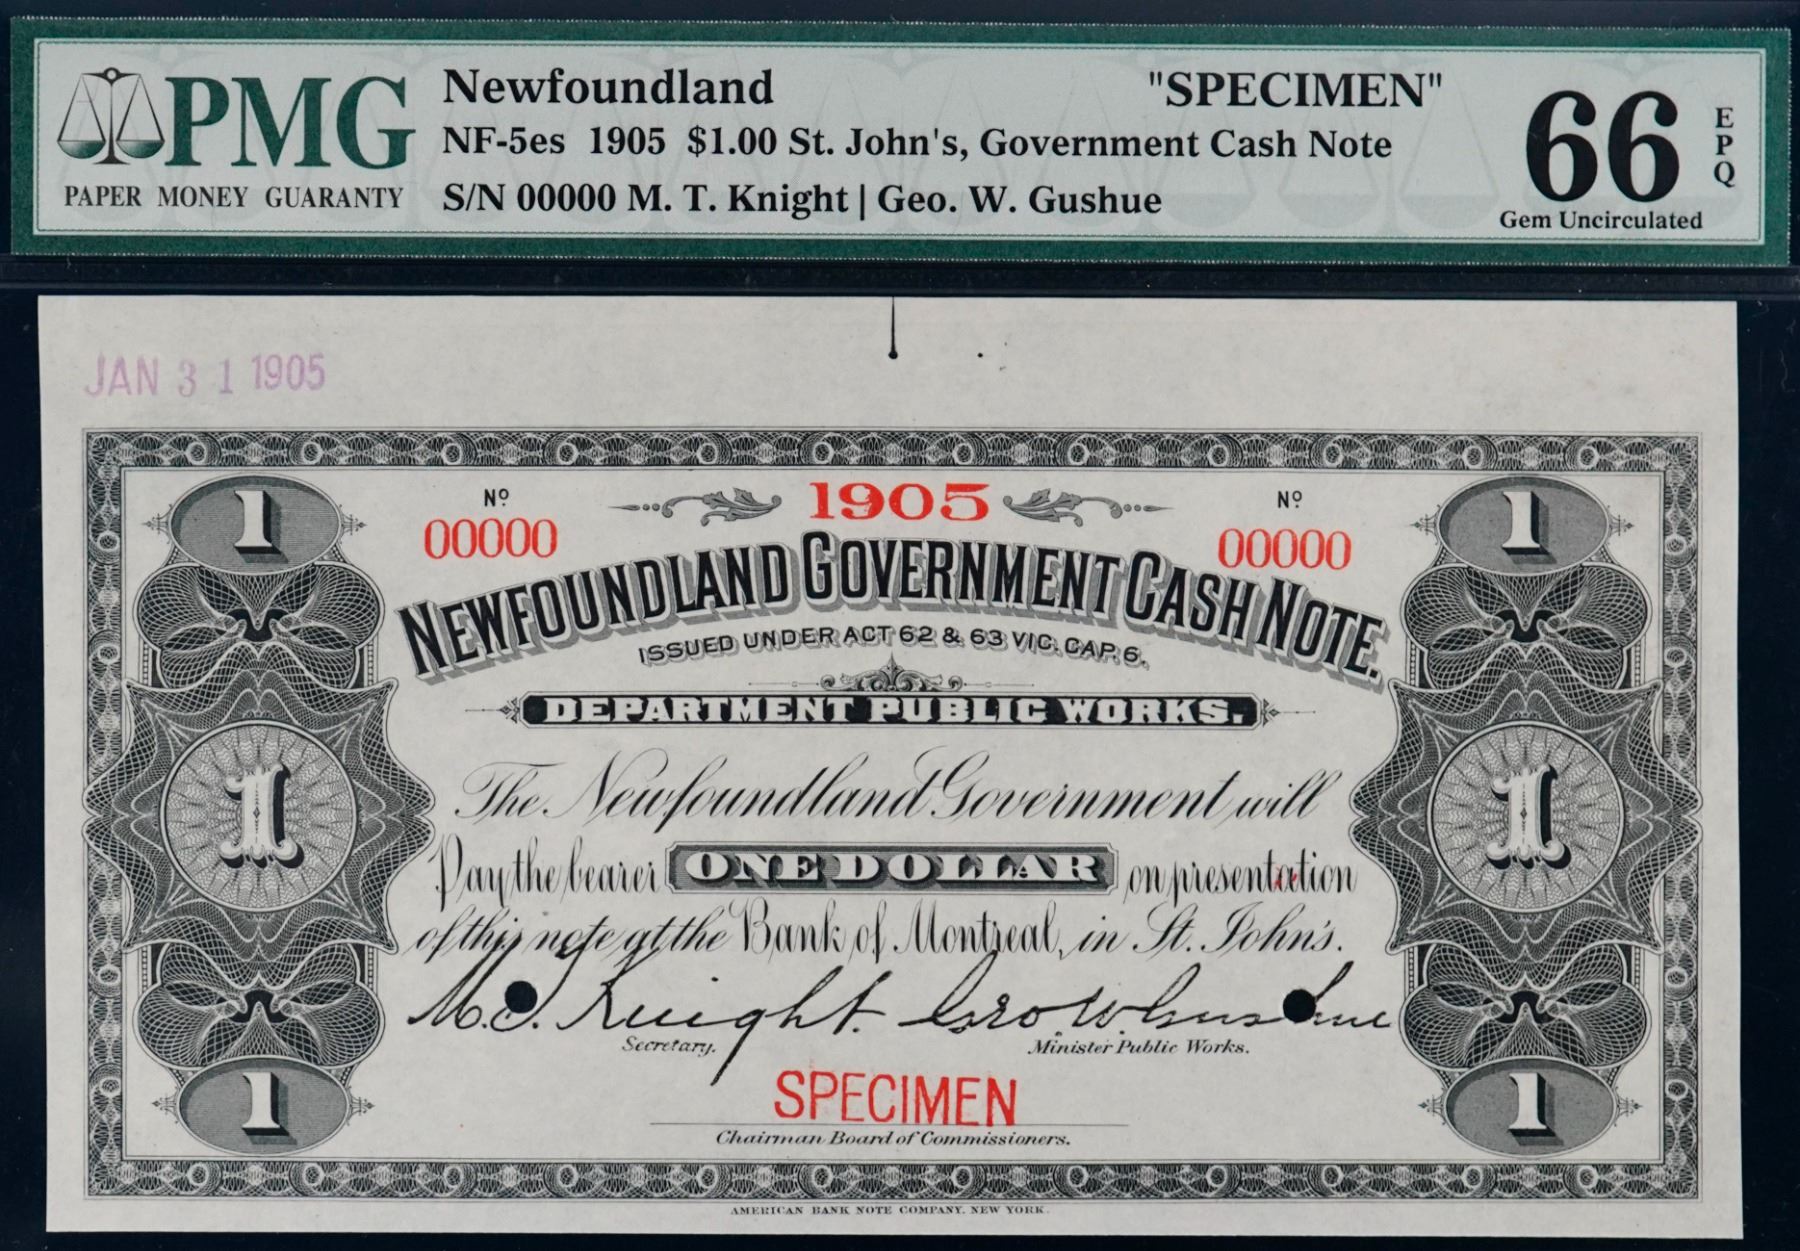 PMG
PAPER MONEY GUARANTY
Newfoundland "SPECIMEN"
NF-5es 1905 $1.00 St. John's, Government Cash Note
S/N 00000 M. T. Knight | Geo. W. Gushue
66 EPQ
Gem Uncirculated
JAN 31 1905
1 1
Nº 1905 Nº
00000 00000
NEWFOUNDLAND GOVERNMENT CASH NOTE.
ISSUED UNDER ACT 62 & 63 VIC. CAP. 6.
DEPARTMENT PUBLIC WORKS.
The Newfoundland Government will
1 1
Pay the bearer ONE DOLLAR on presentation
of this note at the Bank of Montreal, in St. John's.
M. T. Knight. Geo. W. Gushue
Secretary. Minister Public Works.
1 1
SPECIMEN
Chairman Board of Commissioners.
AMERICAN BANK NOTE COMPANY. NEW YORK.